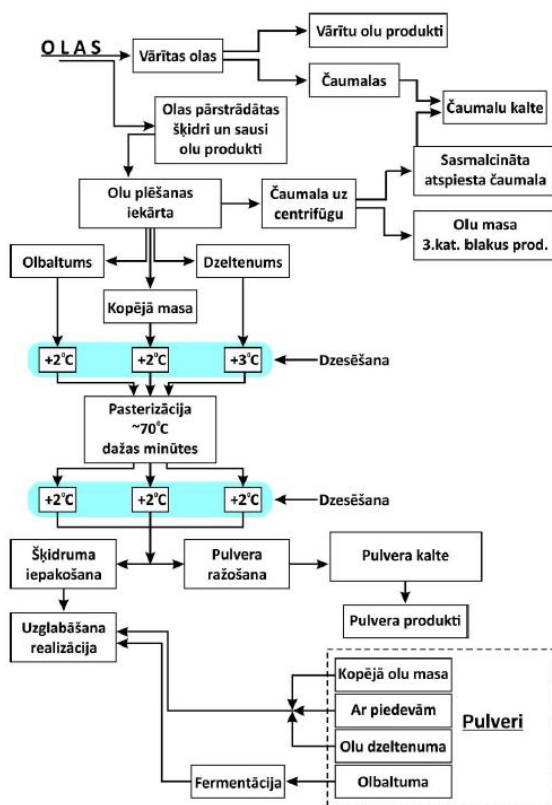 OLAS
Vārītas olas
Vārītu olu produkti
Čaumalas
Čaumalu kalte
Olas pārstrādātas
šķidri un sausi
olu produkti
Sasmalcināta
atspiesta čaumala
Olu plēšanas
iekārta
Čaumala uz
centrifūgu
Olu masa
3.kat. blakus prod.
Olbaltums
Dzeltenums
Kopējā masa
+2°C
+2°C
+3°C
Dzesēšana
Pasterizācija
~70°C
dažas minūtes
+2°C
+2°C
+2°C
Dzesēšana
Šķidruma
iepakošana
Pulvera
ražošana
Pulvera kalte
Uzglabāšana
realizācija
Pulvera produkti
Kopējā olu masa
Ar piedevām
Pulveri
Olu dzeltenuma
Fermentācija
Olbaltuma